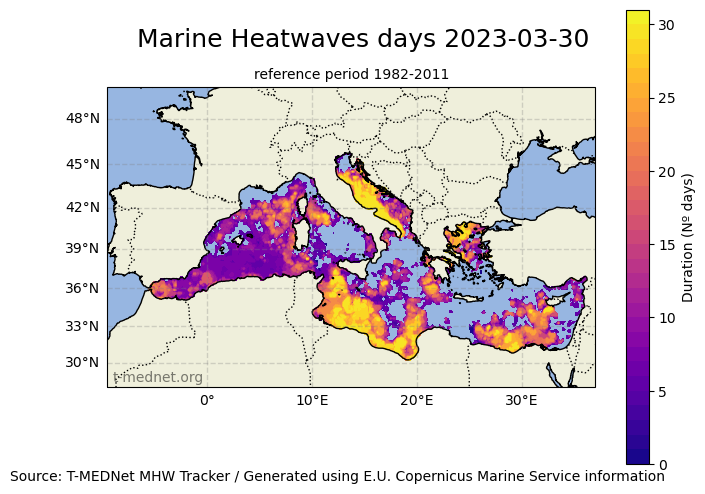 Marine Heatwaves days 2023-03-30
reference period 1982-2011
48°N
45°N
42°N
39°N
36°N
33°N
30°N
t-mednet.org
0°
10°E
20°E
30°E
30
25
20
15
10
5
0
Duration (Nº days)
Source: T-MEDNet MHW Tracker / Generated using E.U. Copernicus Marine Service information